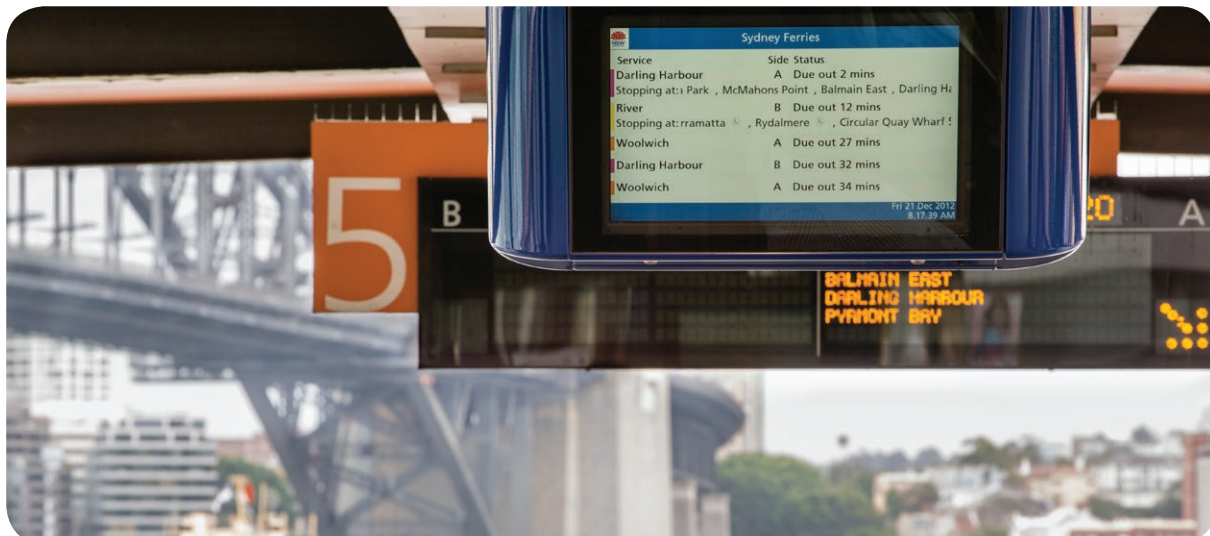 Sydney Ferries
NSW
Service Side Status
Darling Harbour A Due out 2 mins
Stopping at: Park , McMahons Point , Balmain East , Darling Ha
River B Due out 12 mins
Stopping at: rramatta , Rydalmere , Circular Quay Wharf 5
Woolwich A Due out 27 mins
Darling Harbour B Due out 32 mins
Woolwich A Due out 34 mins
Fri 21 Dec 2012
8.17.39 AM
5
B
20 A
BALMAIN EAST
DARLING HARBOUR
PYRMONT BAY